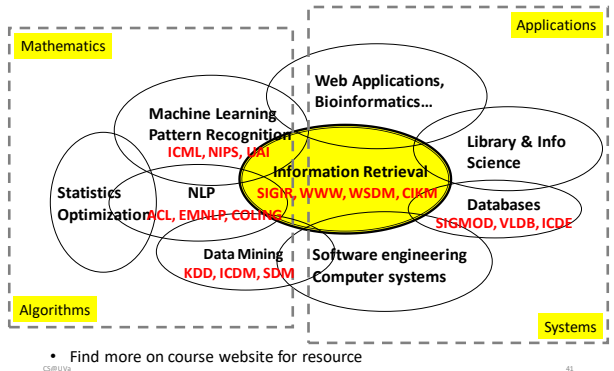 Mathematics
Applications
Web Applications,
Bioinformatics…
Machine Learning
Pattern Recognition
ICML, NIPS, UAI
Library & Info
Science
Information Retrieval
SIGIR, WWW, WSDM, CIKM
Statistics
Optimization
NLP
ACL, EMNLP, COLING
Databases
SIGMOD, VLDB, ICDE
Data Mining
KDD, ICDM, SDM
Software engineering
Computer systems
Algorithms
Systems
• Find more on course website for resource
CS@UVa
41